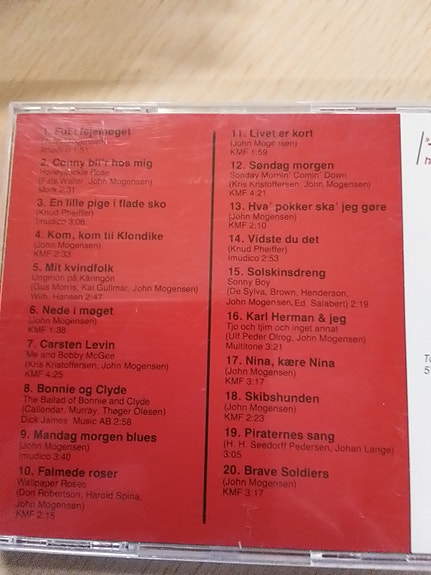 1. Fut i fejemøget
(John Mogensen)
Imudico 1:51
2. Conny bli'r hos mig
Honeysuckle Rose
(Fats Waller, John Mogensen)
Mørk 2:31
3. En lille pige i flade sko
(Knud Pheiffer)
Imudico 3:08
4. Kom, kom til Klondike
(John Mogensen)
KMF 2:33
5. Mit kvindfolk
Ungmön på Käringön
(Gus Morris, Kai Gullmar, John Mogensen)
Wilh. Hansen 2:47
6. Nede i møget
(John Mogensen)
KMF 1:38
7. Carsten Levin
Me and Bobby McGee
(Kris Kristoffersen, John Mogensen)
KMF 4:25
8. Bonnie og Clyde
The Ballad of Bonnie and Clyde
(Callendar, Murray, Thøger Olesen)
Dick James Music AB 2:58
9. Mandag morgen blues
(John Mogensen)
Imudico 3:40
10. Falmede roser
Wallpaper Roses
(Don Robertson, Harold Spina,
John Mogensen)
KMF 2:15
11. Livet er kort
(John Mogensen)
KMF 1:59
12. Søndag morgen
Sonday Mornin' Comin' Down
(Kris Kristoffersen, John Mogensen)
KMF 4:21
13. Hva' pokker ska' jeg gøre
(John Mogensen)
KMF 2:10
14. Vidste du det
(Knud Pheiffer)
Imudico 2:53
15. Solskinsdreng
Sonny Boy
(De Sylva, Brown, Henderson,
John Mogensen, Ed. Salabert) 2:19
16. Karl Herman & jeg
Tjo och tjim och inget annat
(Ulf Peder Olrog, John Mogensen)
Multitone 3:21
17. Nina, kære Nina
(John Mogensen)
KMF 3:17
18. Skibshunden
(John Mogensen)
KMF 2:23
19. Piraternes sang
(H. H. Seedorff Pedersen, Johan Lange)
3:05
20. Brave Soldiers
(John Mogensen)
KMF 3:17